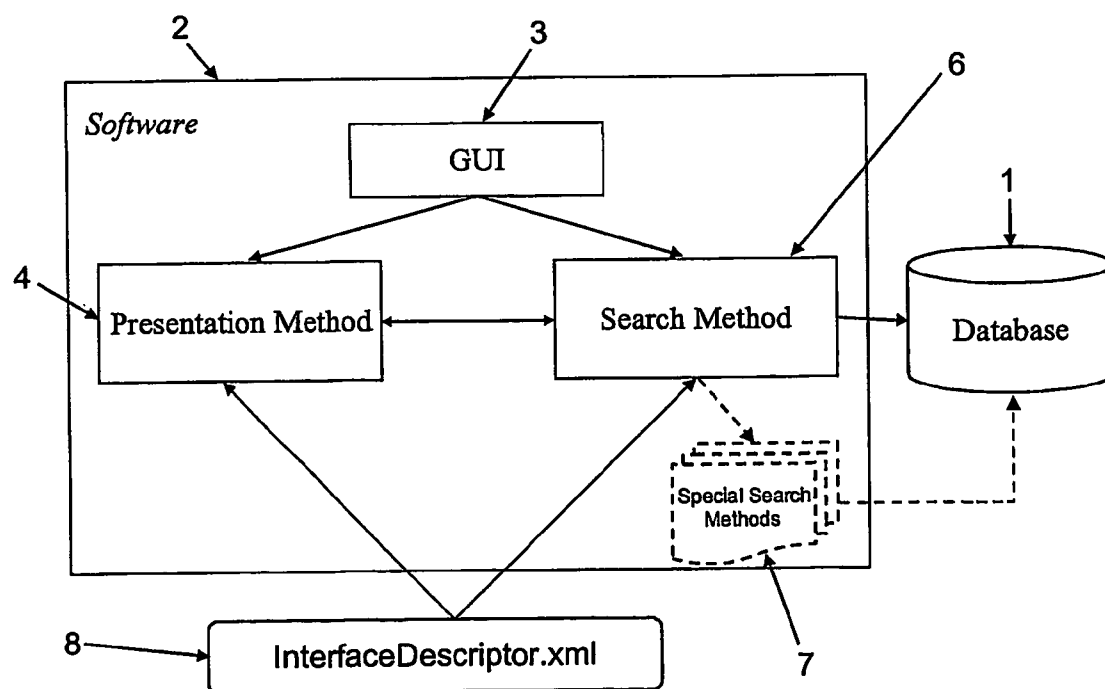 2
3
6
Software
GUI
1
4
Presentation Method
Search Method
Database
Special Search
Methods
8
InterfaceDescriptor.xml
7